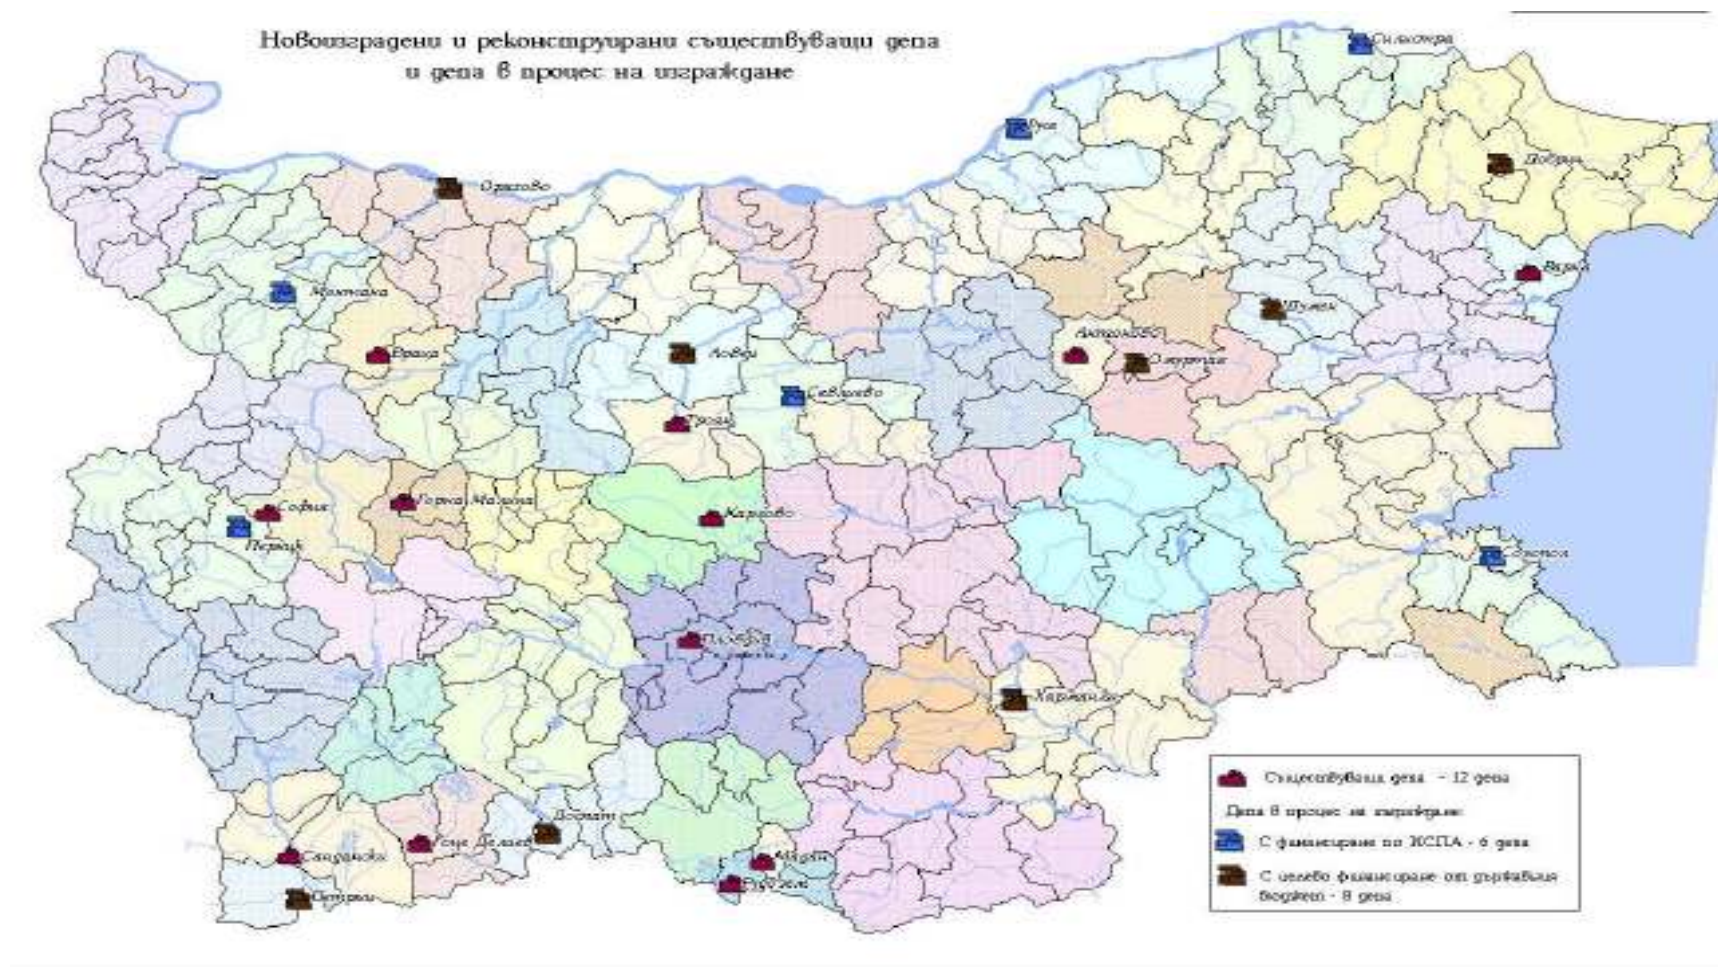 Новоизградени и реконструирани съществуващи депа
и депа в процес на изграждане
Силистра
Русе
Добрич
Оряхово
Варна
Монтана
Шумен
Антоново
Враца
Ловеч
Омуртаг
Севлиево
Троян
Горна Малина
София
Карлово
Перник
Созопол
Пловдив
Харманли
Съществуващи депа - 12 депа
Депа в процес на изграждане:
С финансиране по ИСПА - 6 депа
Доспат
Гоце Делчев
Сандански
Мадан
Рудозем
С целево финансиране от държавния
бюджет - 8 депа
Петрич